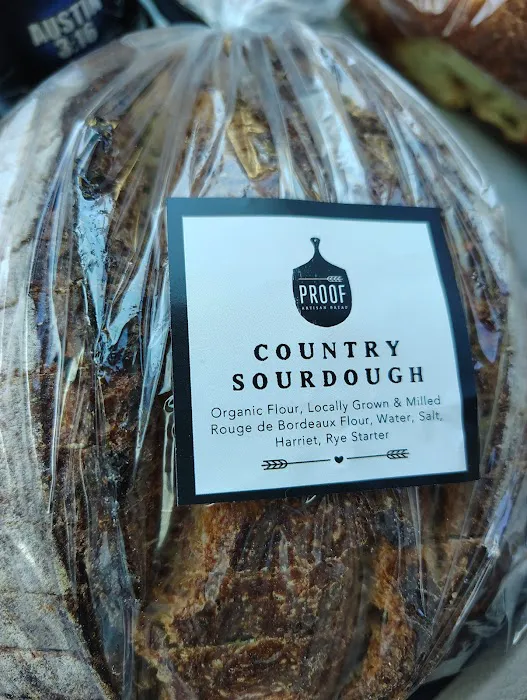 AUSTIN
3:16
PROOF
ARTISAN BREAD
COUNTRY
SOURDOUGH
Organic Flour, Locally Grown & Milled
Rouge de Bordeaux Flour, Water, Salt,
Harriet, Rye Starter